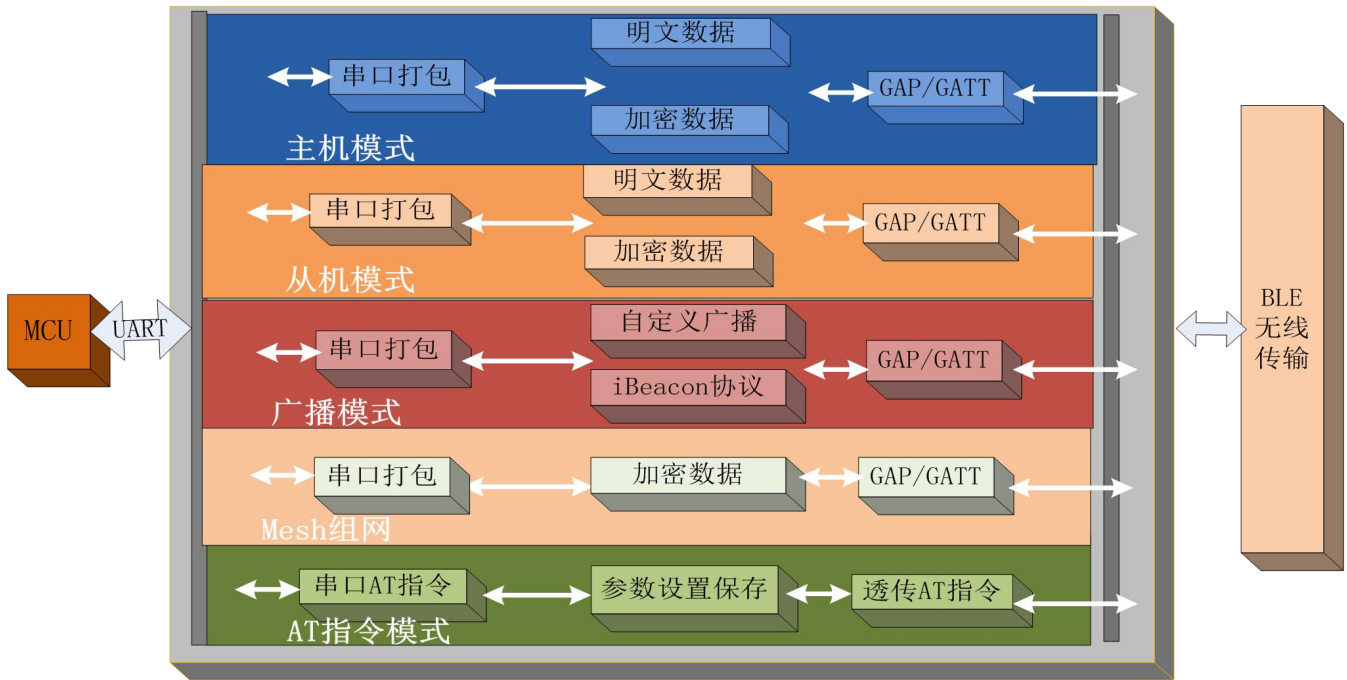 明文数据
串口打包
GAP/GATT
加密数据
主机模式
明文数据
串口打包
GAP/GATT
加密数据
从机模式
MCU
UART
自定义广播
串口打包
GAP/GATT
iBeacon协议
广播模式
BLE
无线
传输
串口打包
加密数据
GAP/GATT
Mesh组网
串口AT指令
参数设置保存
透传AT指令
AT指令模式